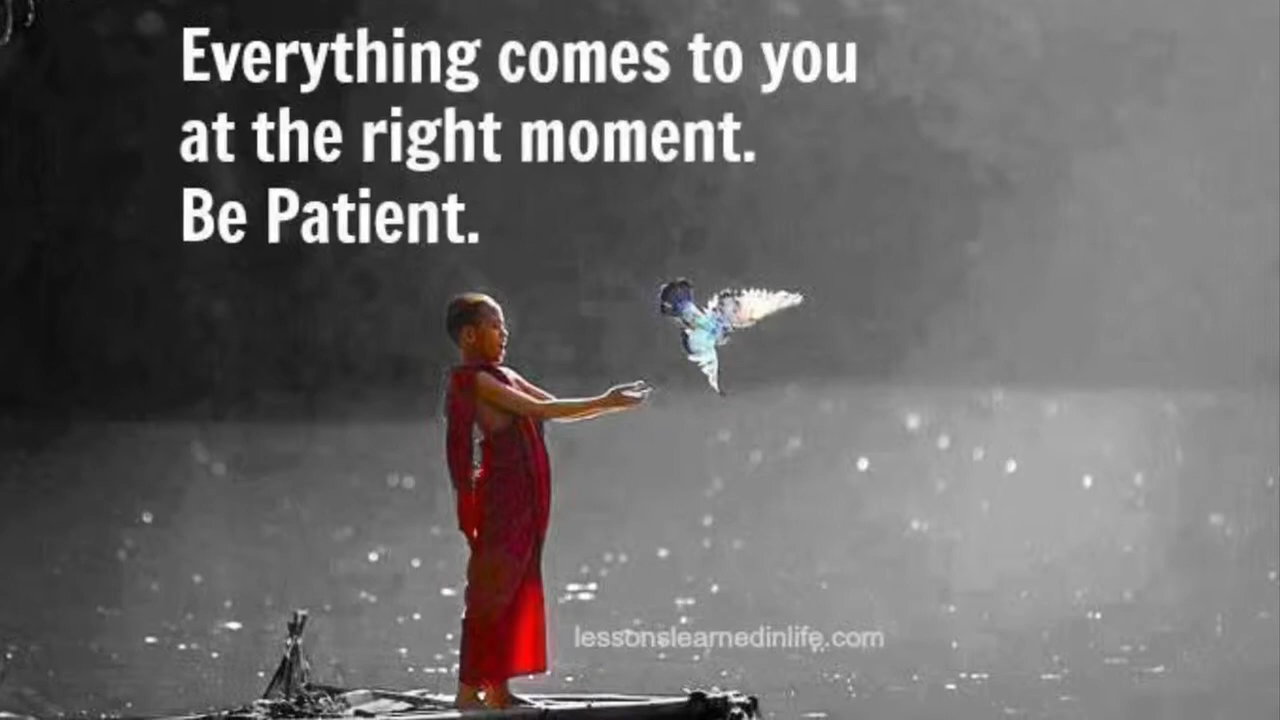 Everything comes to you
at the right moment.
Be Patient.
lessonslearnedinlife.com